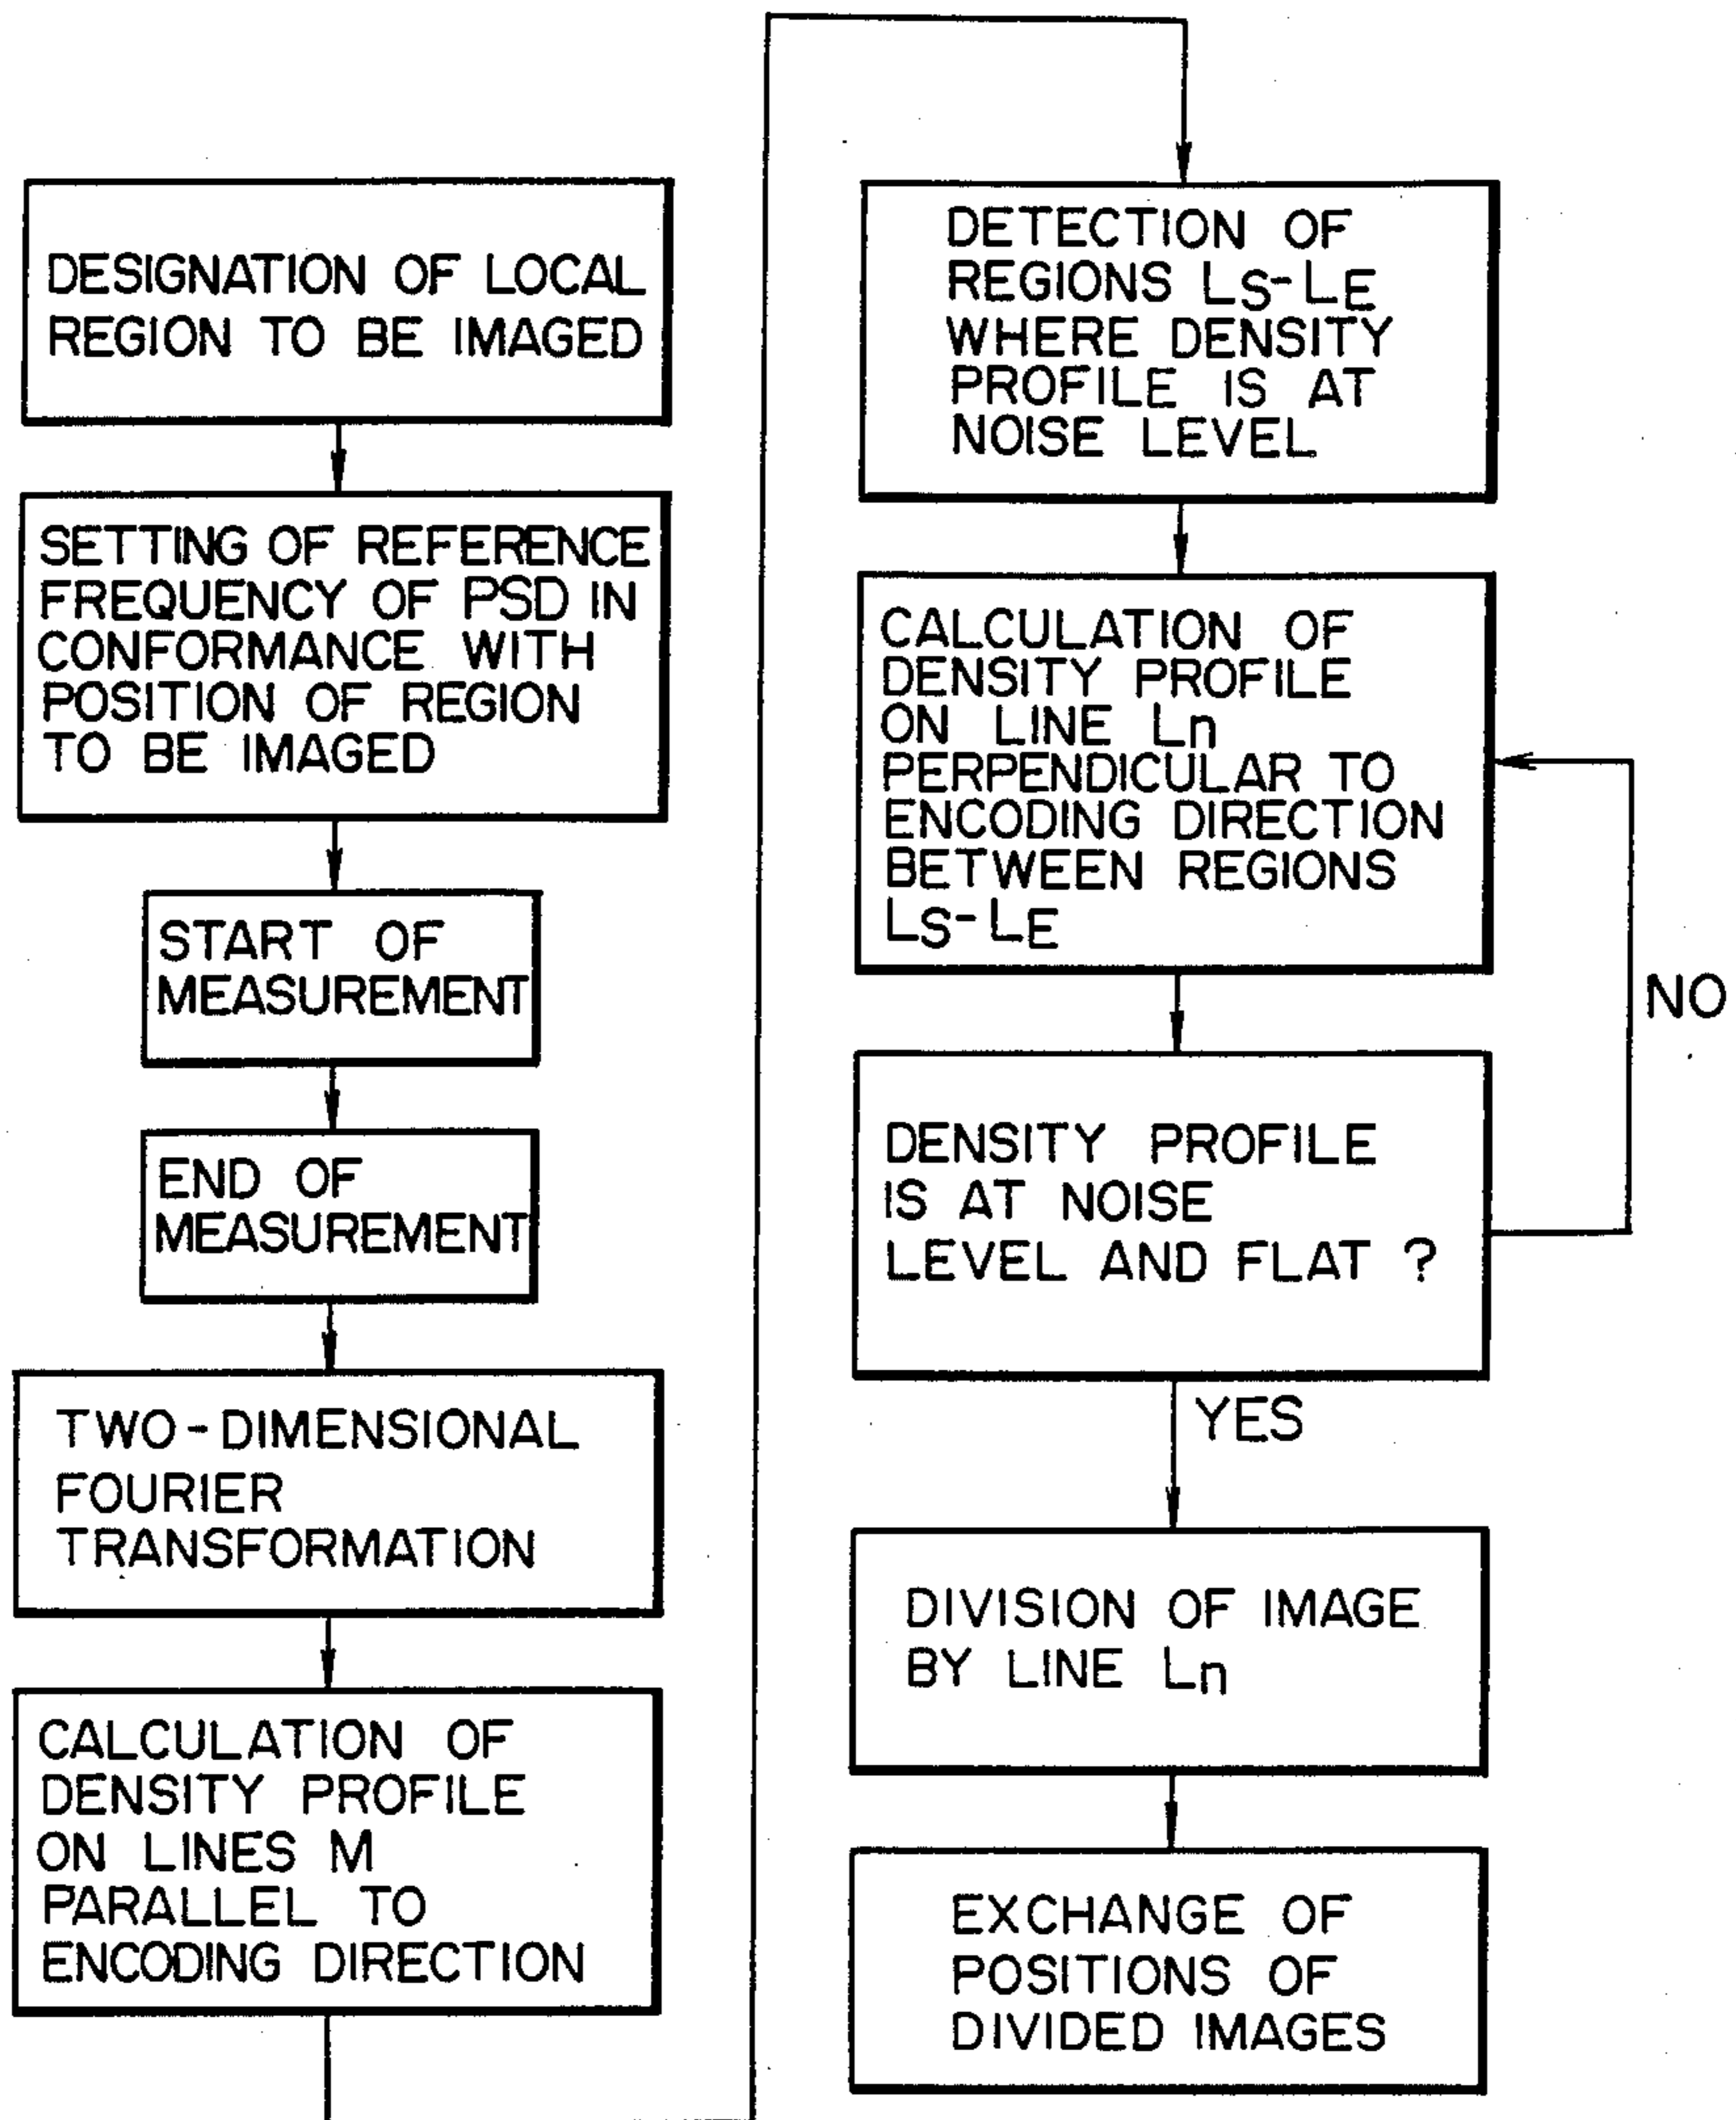 DESIGNATION OF LOCAL
REGION TO BE IMAGED
SETTING OF REFERENCE
FREQUENCY OF PSD IN
CONFORMANCE WITH
POSITION OF REGION
TO BE IMAGED
START OF
MEASUREMENT
END OF
MEASUREMENT
TWO-DIMENSIONAL
FOURIER
TRANSFORMATION
CALCULATION OF
DENSITY PROFILE
ON LINES M
PARALLEL TO
ENCODING DIRECTION
DETECTION OF
REGIONS LS-LE
WHERE DENSITY
PROFILE IS AT
NOISE LEVEL
CALCULATION OF
DENSITY PROFILE
ON LINE Ln
PERPENDICULAR TO
ENCODING DIRECTION
BETWEEN REGIONS
LS-LE
NO
DENSITY PROFILE
IS AT NOISE
LEVEL AND FLAT ?
YES
DIVISION OF IMAGE
BY LINE Ln
EXCHANGE OF
POSITIONS OF
DIVIDED IMAGES